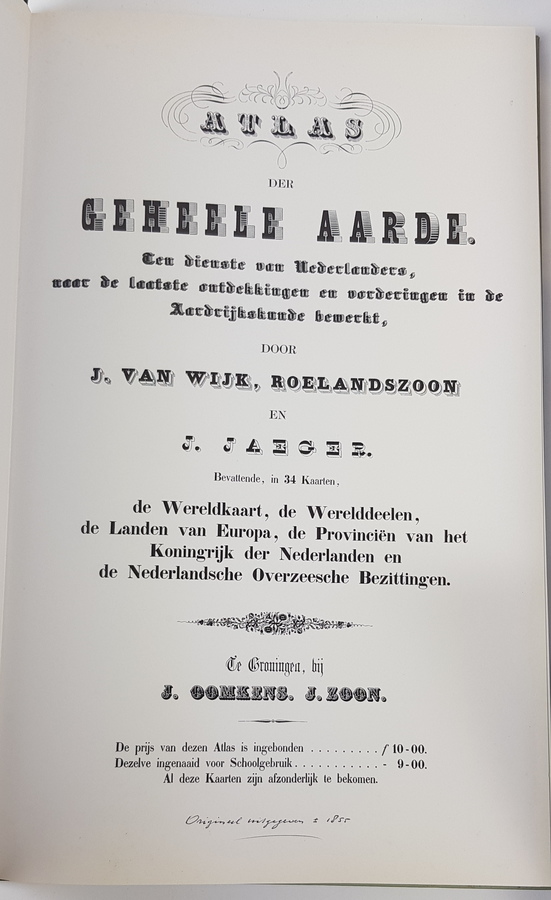 ATLAS
DER
GEHEELE AARDE.
Ten dienste van Nederlanders,
naar de laatste ontdekkingen en vorderingen in de
Aardrijkskunde bewerkt,
DOOR
J. VAN WIJK, ROELANDSZOON
EN
J. JAEGER.
Bevattende, in 34 Kaarten,
de Wereldkaart, de Werelddeelen,
de Landen van Europa, de Provinciën van het
Koningrijk der Nederlanden en
de Nederlandsche Overzeesche Bezittingen.
Te Groningen, bij
J. OOMKENS. J. ZOON.
De prijs van dezen Atlas is ingebonden . . . . . . . . . f 10-00.
Dezelve ingenaaid voor Schoolgebruik. . . . . . . . . . . - 9-00.
Al deze Kaarten zijn afzonderlijk te bekomen.
Origineel uitgegeven ± 1855